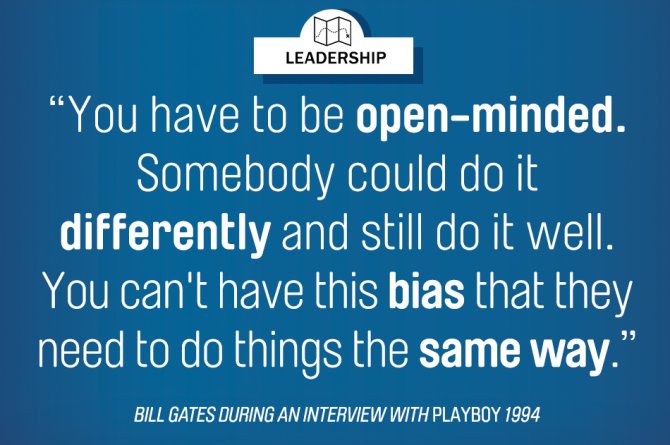 LEADERSHIP
“You have to be open-minded.
Somebody could do it
differently and still do it well.
You can't have this bias that they
need to do things the same way.”
BILL GATES DURING AN INTERVIEW WITH PLAYBOY 1994